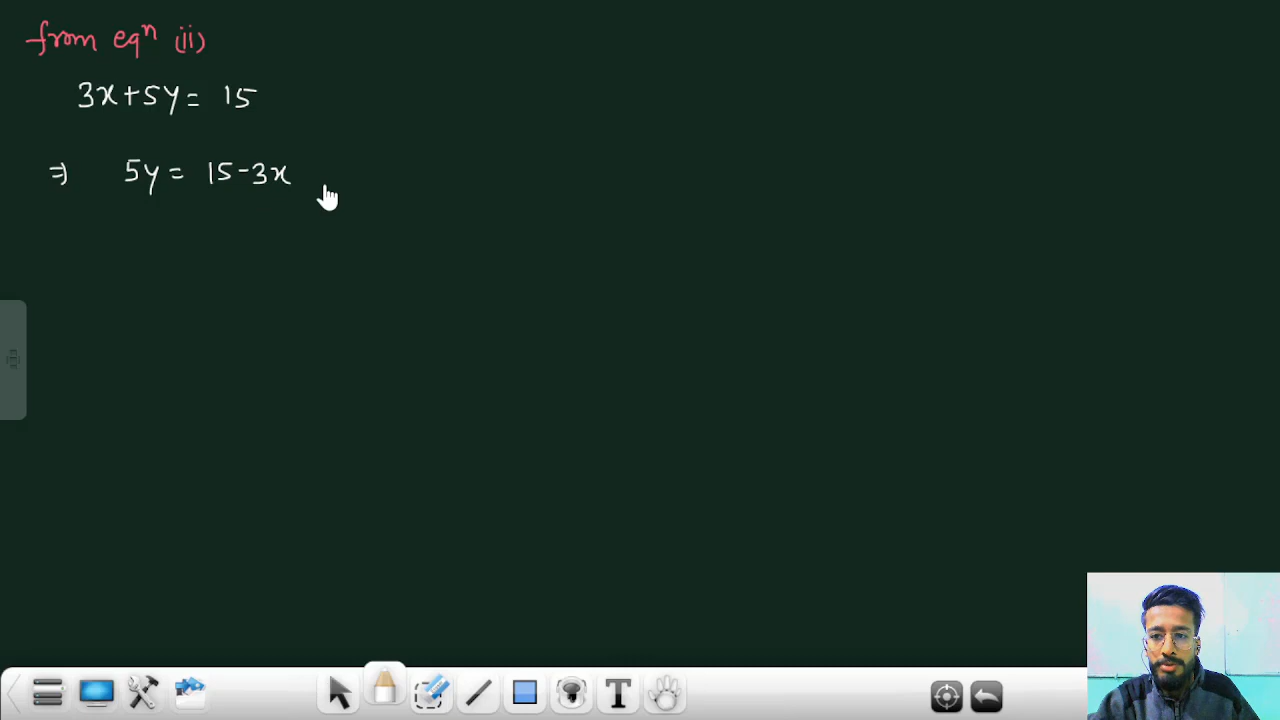 from eqⁿ (ii)
3x+5y= 15
⇒ 5y= 15-3x